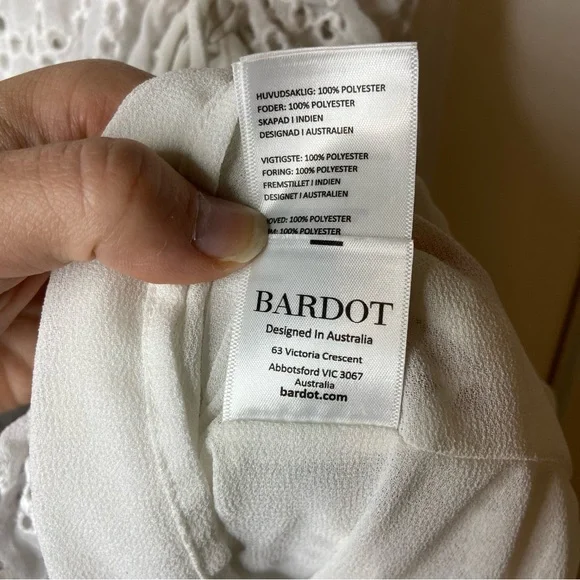 HUVUDSAKLIG: 100% POLYESTER
FODER: 100% POLYESTER
SKAPAD I INDIEN
DESIGNAD I AUSTRALIEN
VIGTIGSTE: 100% POLYESTER
FORING: 100% POLYESTER
FREMSTILLET I INDIEN
DESIGNET I AUSTRALIEN
100% POLYESTER
100% POLYESTER
BARDOT
Designed In Australia
63 Victoria Crescent
Abbotsford VIC 3067
Australia
bardot.com